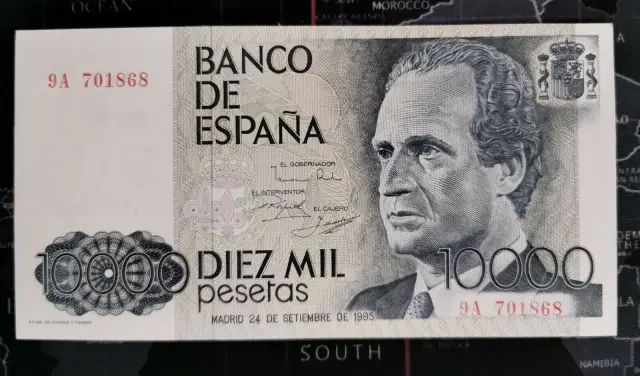 OCEAN
MOROCCO
9A 701868
BANCO
DE
ESPAÑA
EL GOBERNADOR
EL INTERVENTOR
EL CAJERO
10000
DIEZ MIL
pesetas
10000
9A 701868
MADRID 24 DE SETIEMBRE DE 1985
SOUTH
NAMIBIA